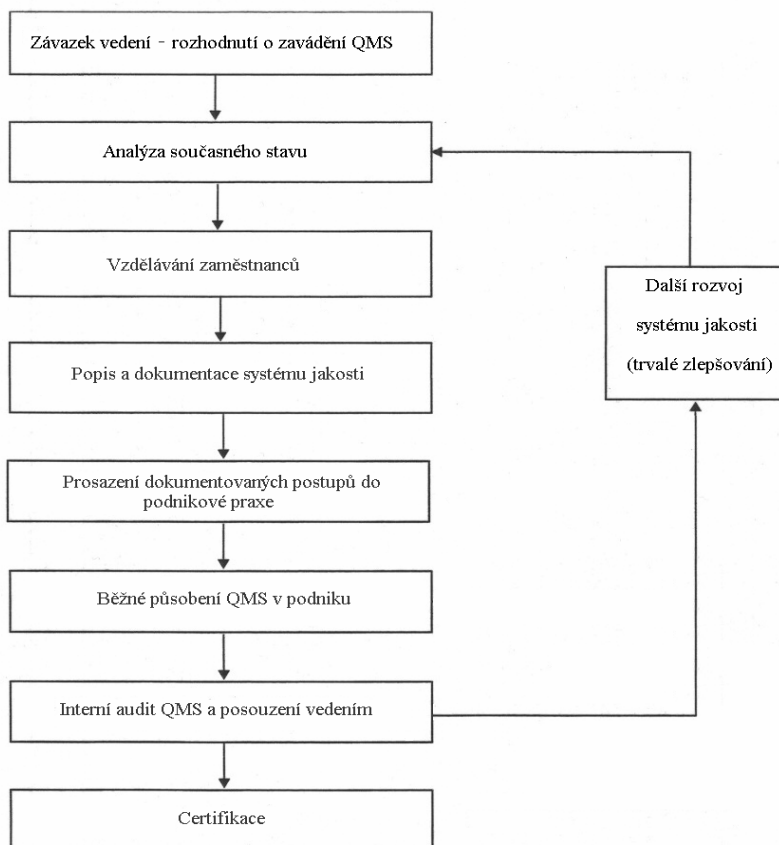 Závazek vedení - rozhodnutí o zavádění QMS
Analýza současného stavu
Vzdělávání zaměstnanců
Další rozvoj
systému jakosti
(trvalé zlepšování)
Popis a dokumentace systému jakosti
Prosazení dokumentovaných postupů do
podnikové praxe
Běžné působení QMS v podniku
Interní audit QMS a posouzení vedením
Certifikace